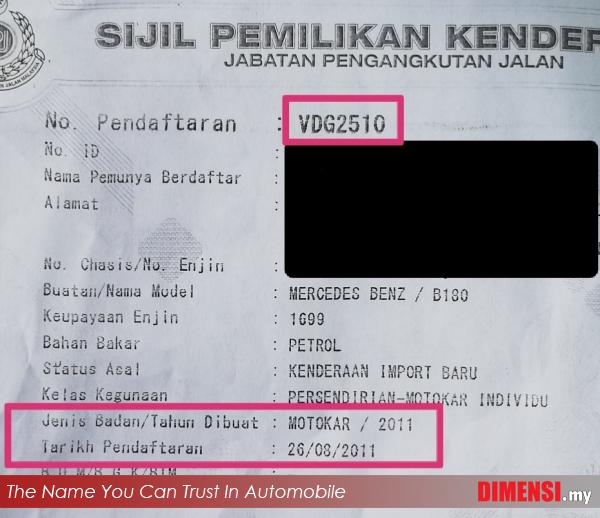 SIJIL PEMILIKAN KENDER
JABATAN PENGANGKUTAN JALAN
No. Pendaftaran : VDG2510
No. ID :
Nama Pemunya Berdaftar :
Alamat :
No. Chasis/No. Enjin :
Buatan/Nama Model : MERCEDES BENZ / B180
Keupayaan Enjin : 1699
Bahan Bakar : PETROL
Status Asal : KENDERAAN IMPORT BARU
Kelas Kegunaan : PERSENDIRIAN-MOTOKAR INDIVIDU
Jenis Badan/Tahun Dibuat : MOTOKAR / 2011
Tarikh Pendaftaran : 26/08/2011
The Name You Can Trust In Automobile
DIMENSI.my